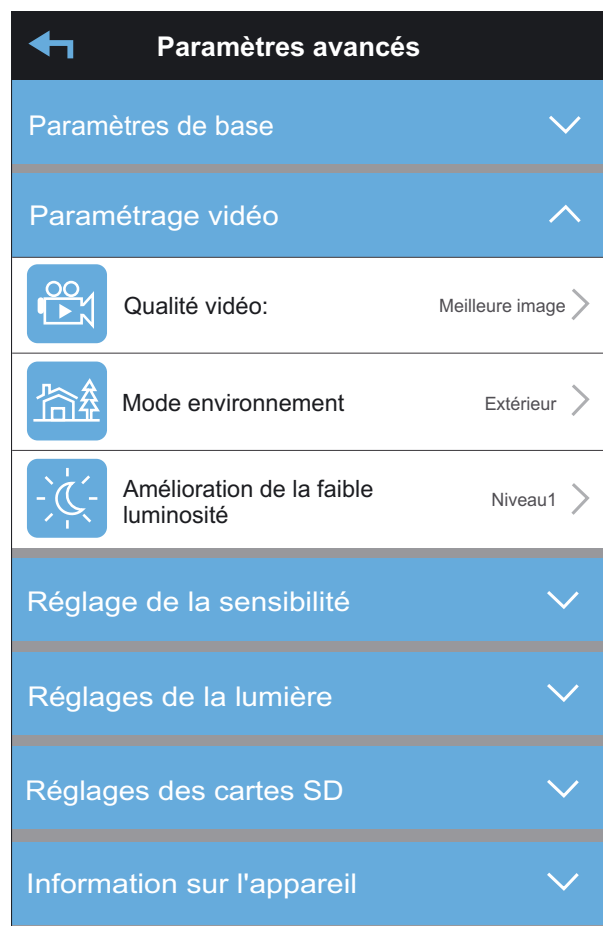 Paramètres avancés
Paramètres de base
Paramétrage vidéo
Qualité vidéo: Meilleure image
Mode environnement Extérieur
Amélioration de la faible
luminosité
Niveau1
Réglage de la sensibilité
Réglages de la lumière
Réglages des cartes SD
Information sur l'appareil